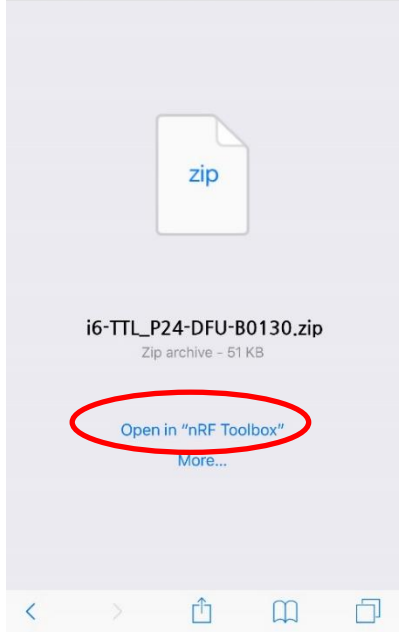 zip
i6-TTL_P24-DFU-B0130.zip
Zip archive - 51 KB
Open in "nRF Toolbox"
More...